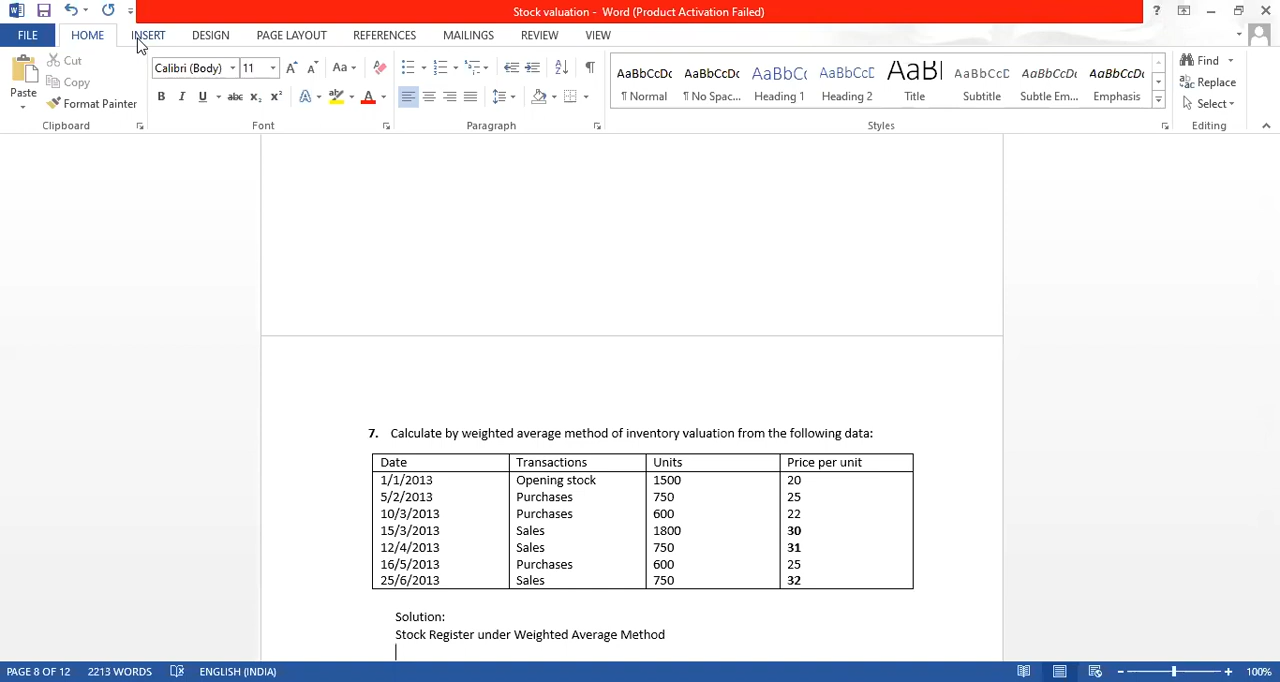 Stock valuation - Word (Product Activation Failed)
FILE HOME INSERT DESIGN PAGE LAYOUT REFERENCES MAILINGS REVIEW VIEW
Paste
Cut
Copy
Format Painter
Clipboard
Calibri (Body) 11
Font
Paragraph
AaBbCcDc AaBbCcDc AaBbCc AaBbCcD AaBl AaBbCcD AaBbCcDc AaBbCcDc
¶ Normal ¶ No Spac... Heading 1 Heading 2 Title Subtitle Subtle Em... Emphasis
Styles
Find
Replace
Select
Editing
7. Calculate by weighted average method of inventory valuation from the following data:
Date Transactions Units Price per unit
1/1/2013 Opening stock 1500 20
5/2/2013 Purchases 750 25
10/3/2013 Purchases 600 22
15/3/2013 Sales 1800 30
12/4/2013 Sales 750 31
16/5/2013 Purchases 600 25
25/6/2013 Sales 750 32
Solution:
Stock Register under Weighted Average Method
PAGE 8 OF 12 2213 WORDS ENGLISH (INDIA) 100%